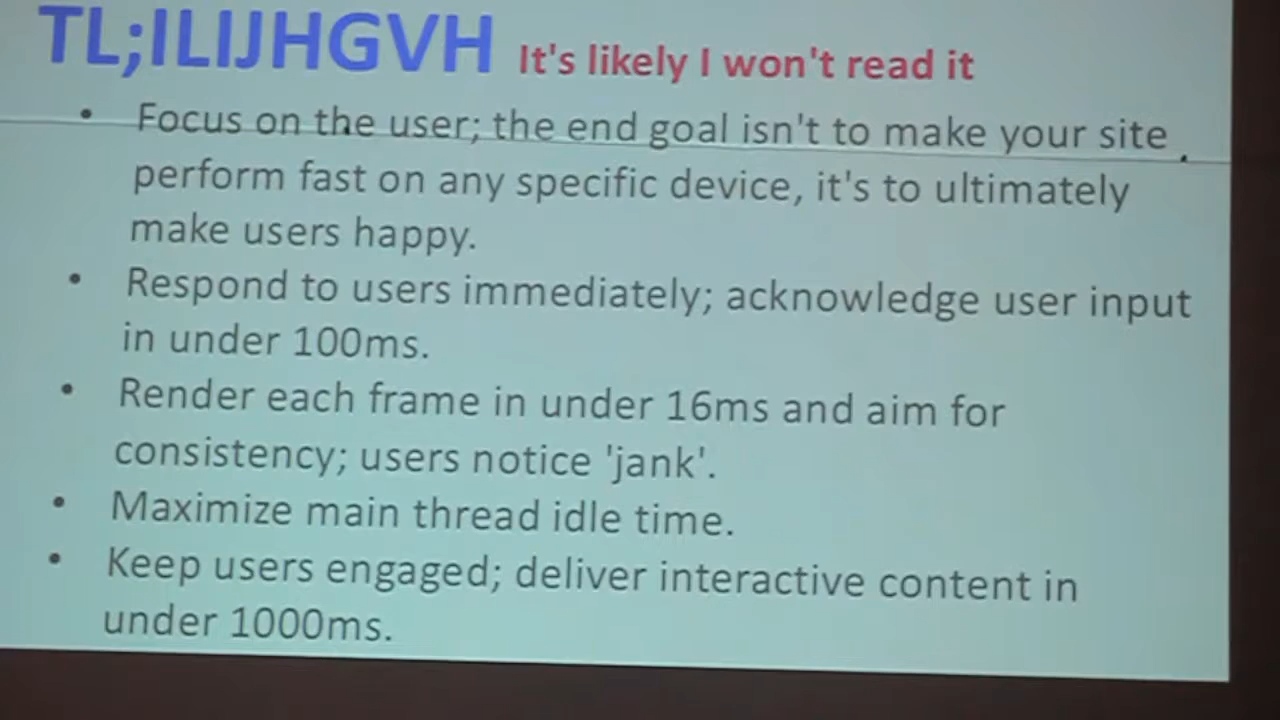 TL;ILIJHGVH It's likely I won't read it
• Focus on the user; the end goal isn't to make your site
perform fast on any specific device, it's to ultimately
make users happy.
• Respond to users immediately; acknowledge user input
in under 100ms.
• Render each frame in under 16ms and aim for
consistency; users notice 'jank'.
• Maximize main thread idle time.
• Keep users engaged; deliver interactive content in
under 1000ms.